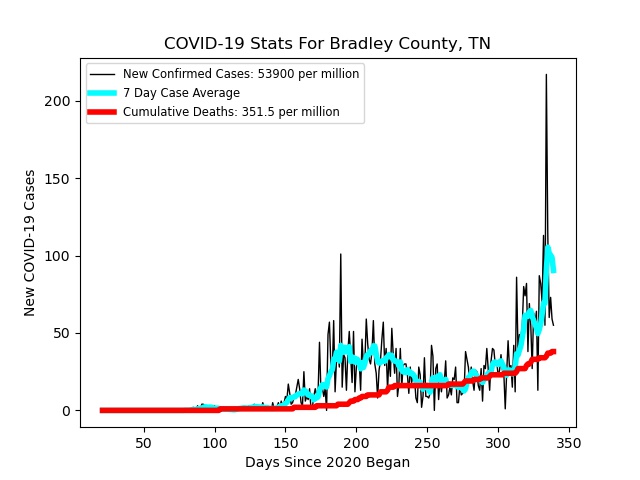 COVID-19 Stats For Bradley County, TN
New Confirmed Cases: 53900 per million
7 Day Case Average
Cumulative Deaths: 351.5 per million
New COVID-19 Cases
200
150
100
50
0
50 100 150 200 250 300 350
Days Since 2020 Began